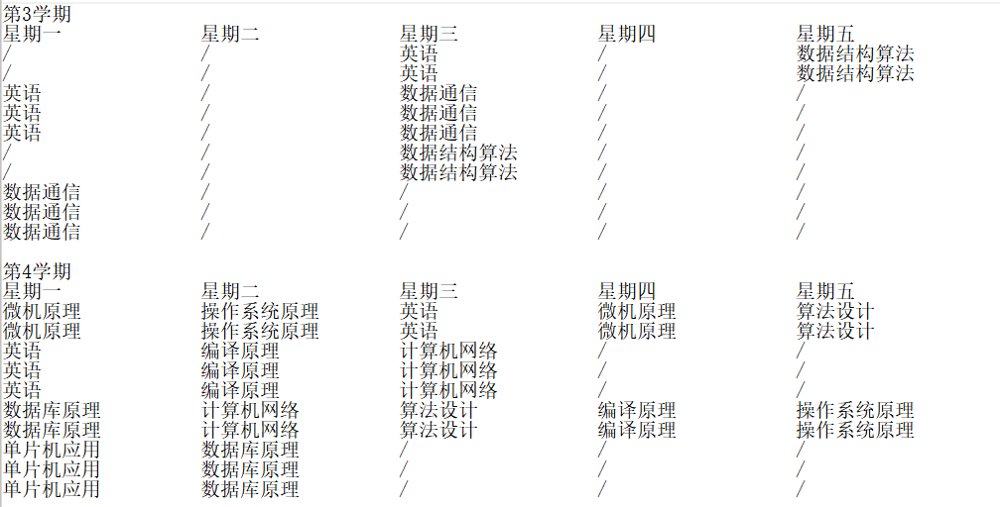 第3学期
星期一 星期二 星期三 星期四 星期五
/ / 英语 / 数据结构算法
/ / 英语 / 数据结构算法
英语 / 数据通信 / /
英语 / 数据通信 / /
英语 / 数据通信 / /
/ / 数据结构算法 / /
/ / 数据结构算法 / /
数据通信 / / / /
数据通信 / / / /
数据通信 / / / /
第4学期
星期一 星期二 星期三 星期四 星期五
微机原理 操作系统原理 英语 微机原理 算法设计
微机原理 操作系统原理 英语 微机原理 算法设计
英语 编译原理 计算机网络 / /
英语 编译原理 计算机网络 / /
英语 编译原理 计算机网络 / /
数据库原理 计算机网络 算法设计 编译原理 操作系统原理
数据库原理 计算机网络 算法设计 编译原理 操作系统原理
单片机应用 数据库原理 / / /
单片机应用 数据库原理 / / /
单片机应用 数据库原理 / / /